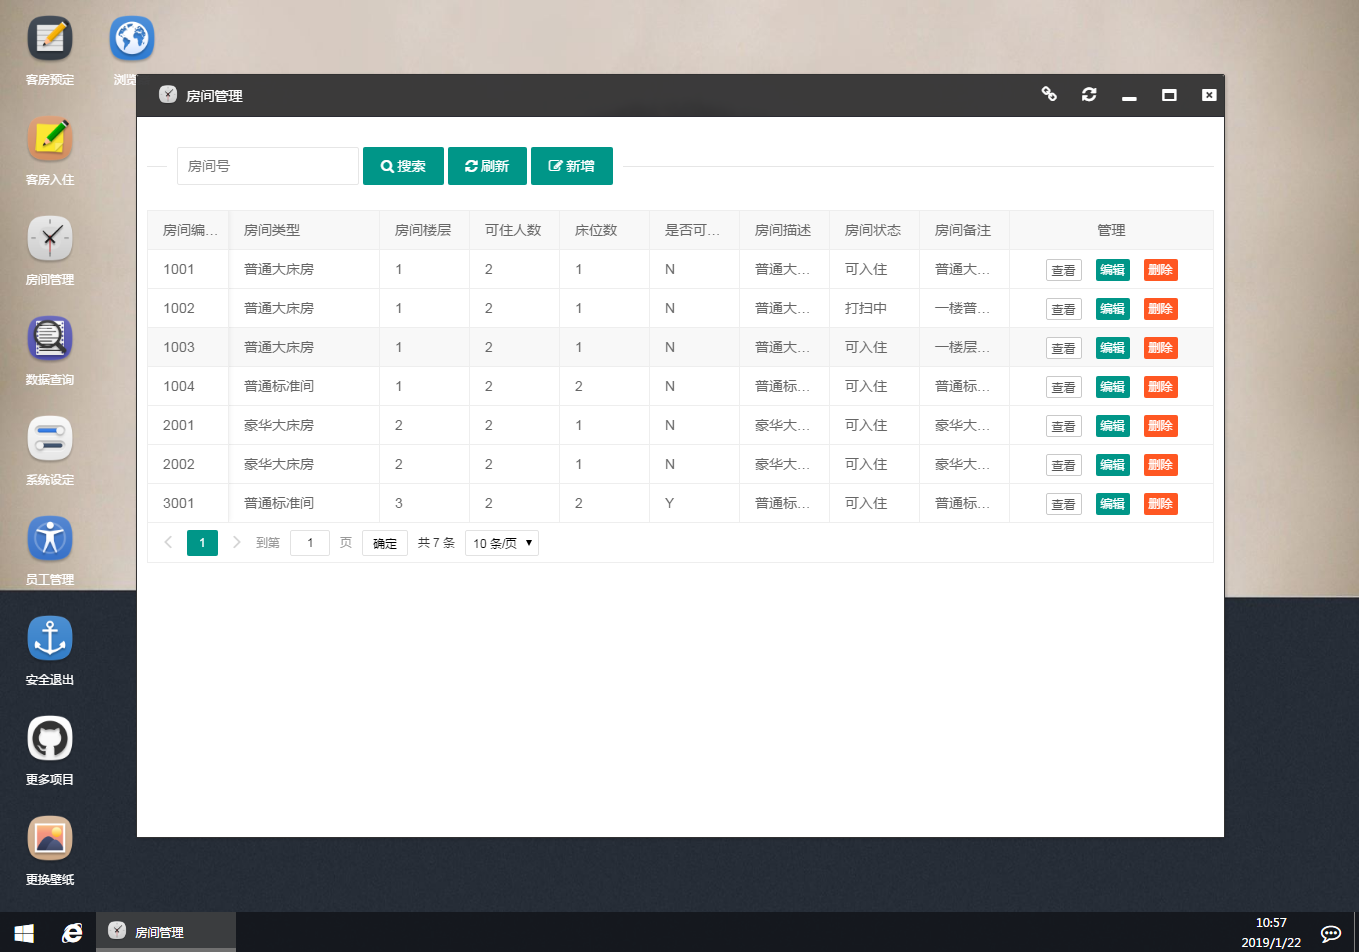 客房预定
浏览
客房入住
房间管理
数据查询
系统设定
员工管理
安全退出
更多项目
更换壁纸
房间管理
房间号 搜索 刷新 新增
房间编... 房间类型 房间楼层 可住人数 床位数 是否可... 房间描述 房间状态 房间备注 管理
1001 普通大床房 1 2 1 N 普通大... 可入住 普通大... 查看 编辑 删除
1002 普通大床房 1 2 1 N 普通大... 打扫中 一楼普... 查看 编辑 删除
1003 普通大床房 1 2 1 N 普通大... 可入住 一楼层... 查看 编辑 删除
1004 普通标准间 1 2 2 N 普通标... 可入住 普通标... 查看 编辑 删除
2001 豪华大床房 2 2 1 N 豪华大... 可入住 豪华大... 查看 编辑 删除
2002 豪华大床房 2 2 1 N 豪华大... 可入住 豪华大... 查看 编辑 删除
3001 普通标准间 3 2 2 Y 普通标... 可入住 普通标... 查看 编辑 删除
1 到第 1 页 确定 共 7 条 10 条/页
房间管理
10:57
2019/1/22